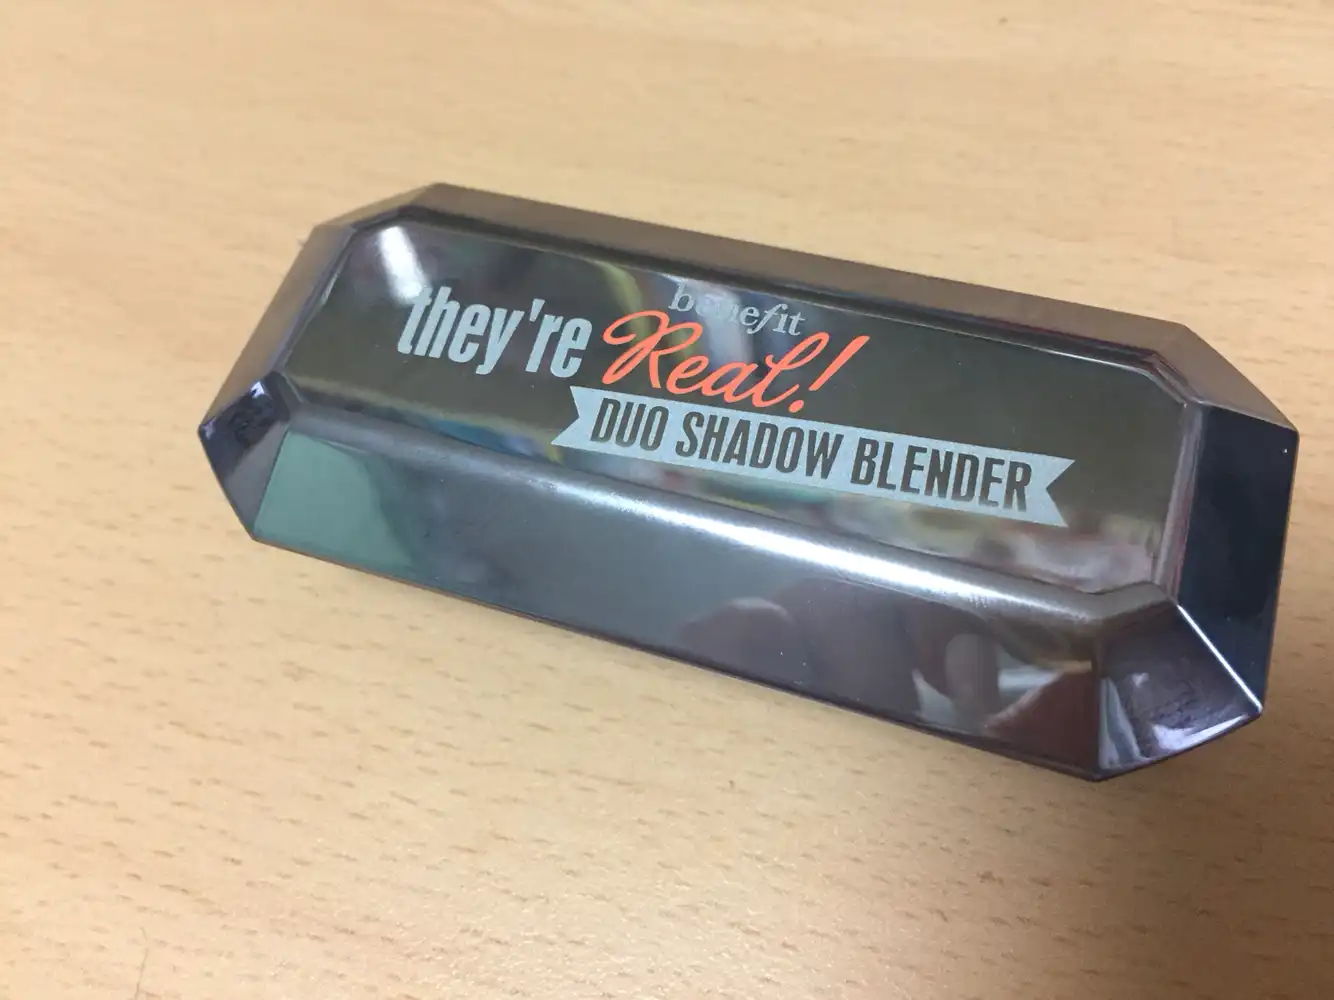 benefit
they're Real!
DUO SHADOW BLENDER